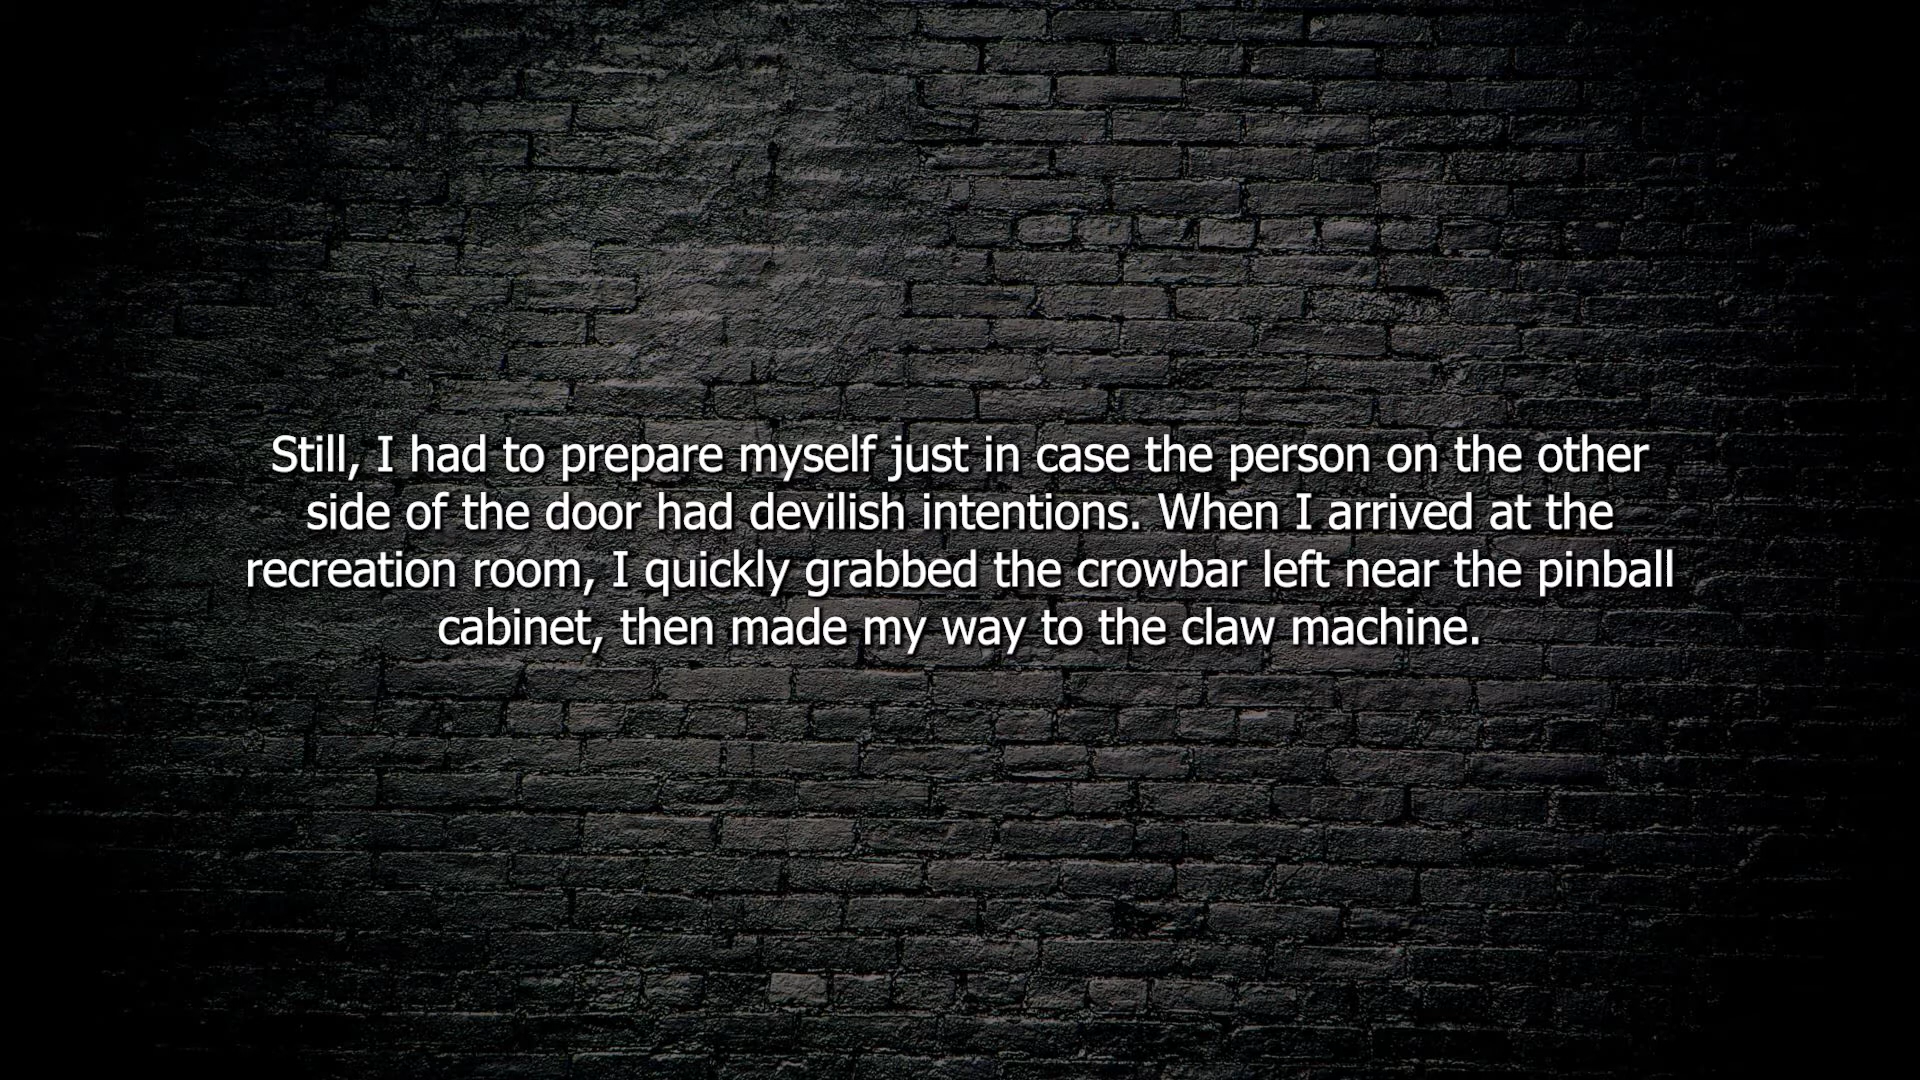 Still, I had to prepare myself just in case the person on the other
side of the door had devilish intentions. When I arrived at the
recreation room, I quickly grabbed the crowbar left near the pinball
cabinet, then made my way to the claw machine.